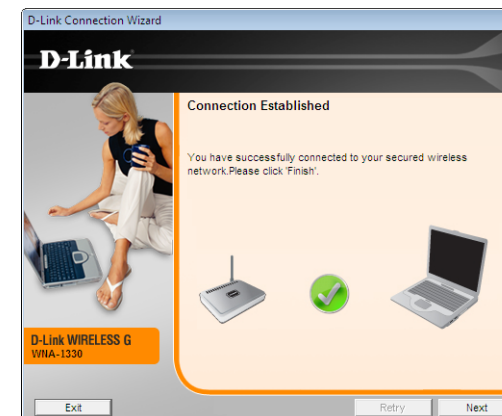 D-Link Connection Wizard
D-Link
Connection Established
You have successfully connected to your secured wireless
network.Please click 'Finish'.
D-Link WIRELESS G
WNA-1330
Exit
Retry
Next